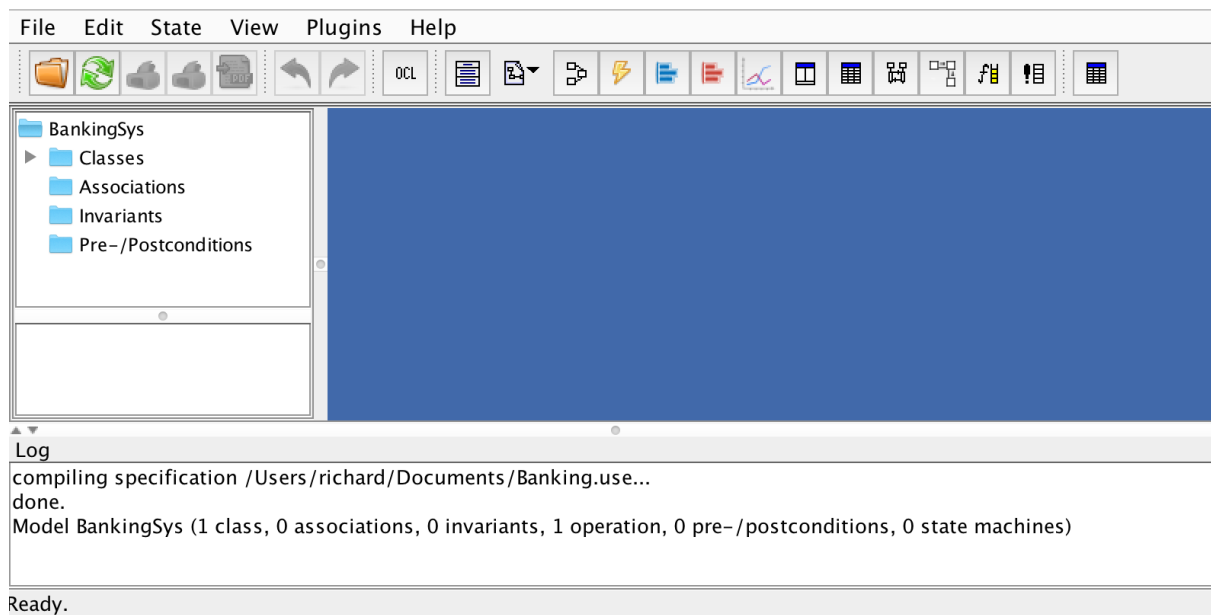 File Edit State View Plugins Help
PDF OCL
BankingSys
Classes
Associations
Invariants
Pre-/Postconditions
Log
compiling specification /Users/richard/Documents/Banking.use...
done.
Model BankingSys (1 class, 0 associations, 0 invariants, 1 operation, 0 pre-/postconditions, 0 state machines)
Ready.